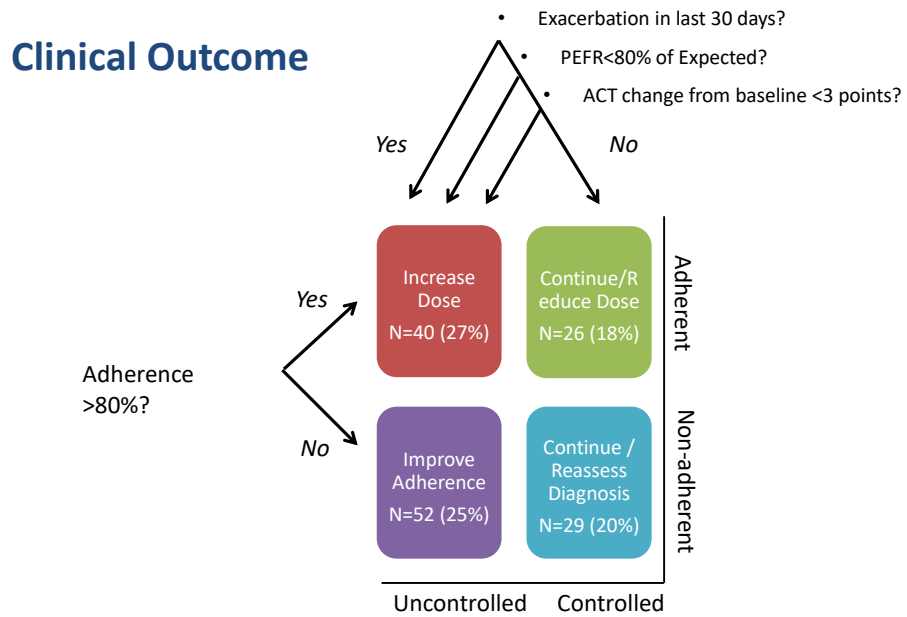 • Exacerbation in last 30 days?
Clinical Outcome
• PEFR<80% of Expected?
• ACT change from baseline <3 points?
Yes
No
Increase
Dose
N=40 (27%)
Continue/R
educe Dose
N=26 (18%)
Adherent
Yes
Adherence
>80%?
No
Improve
Adherence
N=52 (25%)
Continue /
Reassess
Diagnosis
N=29 (20%)
Non-adherent
Uncontrolled
Controlled